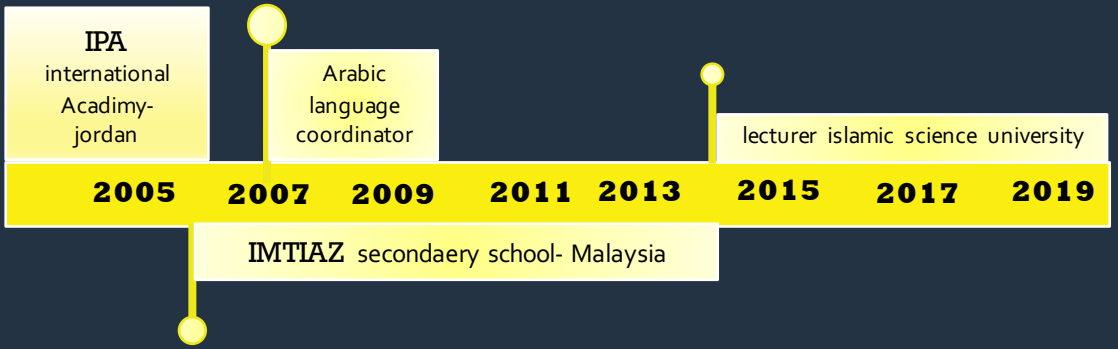 IPA
international
Acadimy-
jordan
Arabic
language
coordinator
lecturer islamic science university
2005 2007 2009 2011 2013 2015 2017 2019
IMTIAZ secondaery school- Malaysia